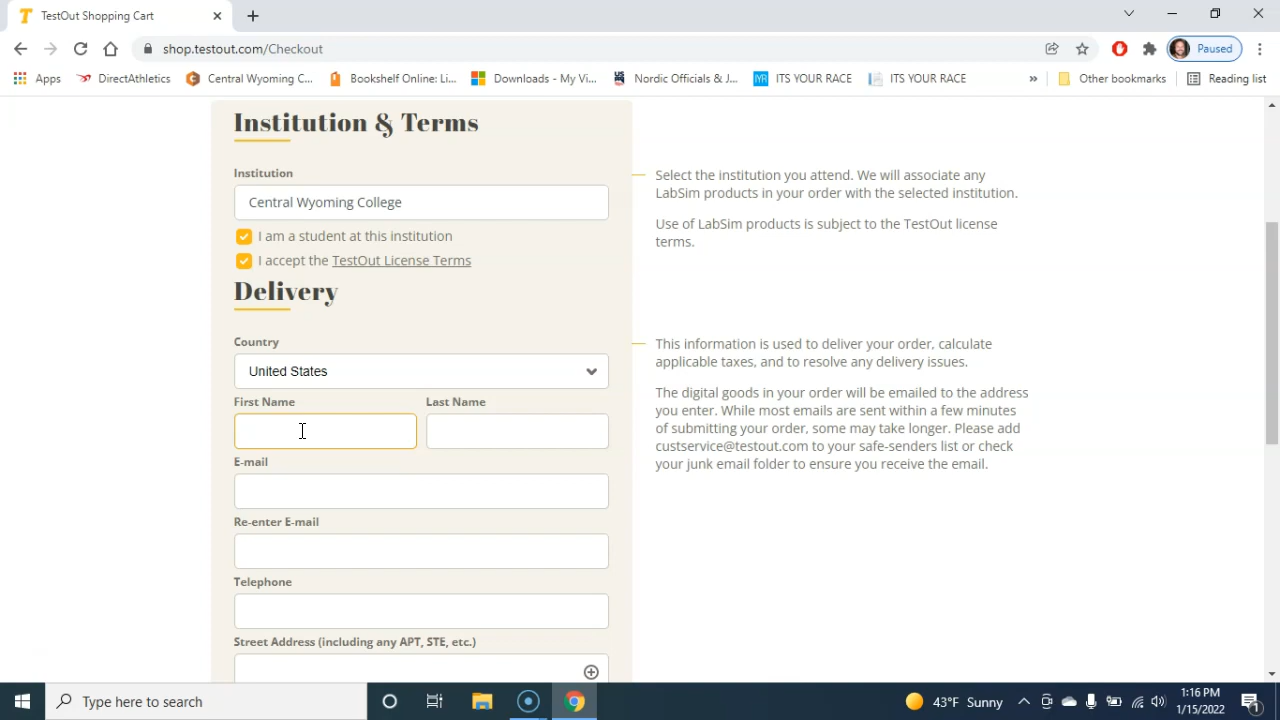 TestOut Shopping Cart
shop.testout.com/Checkout
Paused
Apps
DirectAthletics
Central Wyoming C...
Bookshelf Online: Li...
Downloads - My Vi...
Nordic Officials & J...
IYR
ITS YOUR RACE
ITS YOUR RACE
»
Other bookmarks
Reading list
Institution & Terms
Institution
Central Wyoming College
I am a student at this institution
I accept the TestOut License Terms
Select the institution you attend. We will associate any
LabSim products in your order with the selected institution.
Use of LabSim products is subject to the TestOut license
terms.
Delivery
Country
United States
First Name
Last Name
E-mail
Re-enter E-mail
Telephone
Street Address (including any APT, STE, etc.)
This information is used to deliver your order, calculate
applicable taxes, and to resolve any delivery issues.
The digital goods in your order will be emailed to the address
you enter. While most emails are sent within a few minutes
of submitting your order, some may take longer. Please add
custservice@testout.com to your safe-senders list or check
your junk email folder to ensure you receive the email.
Type here to search
43°F Sunny
1:16 PM
1/15/2022
1